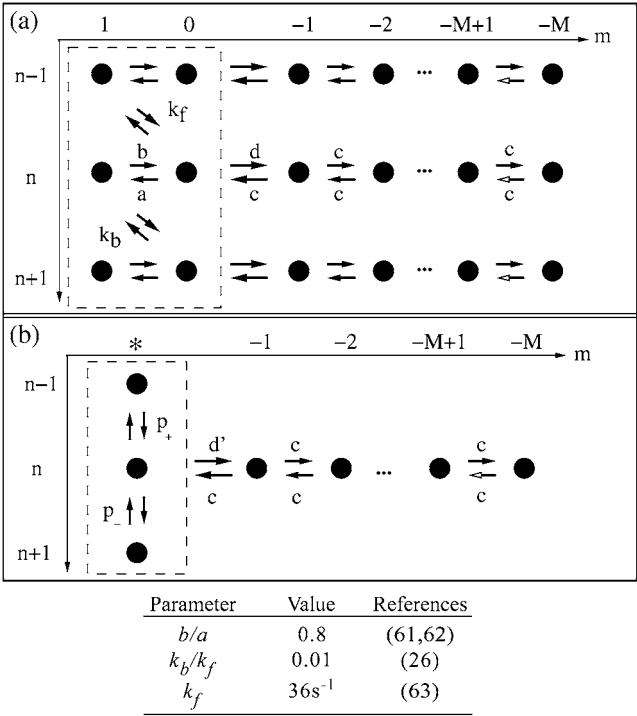 (a)
1 0 −1 −2 −M+1 −M
m
n−1
...
k_f
b d c c
n
...
a c c c
k_b
n+1
...
(b)
* −1 −2 −M+1 −M
m
n−1
p_+
d' c c
n
...
c c c
p_−
n+1
Parameter Value References
b/a 0.8 (61,62)
k_b/k_f 0.01 (26)
k_f 36s⁻¹ (63)